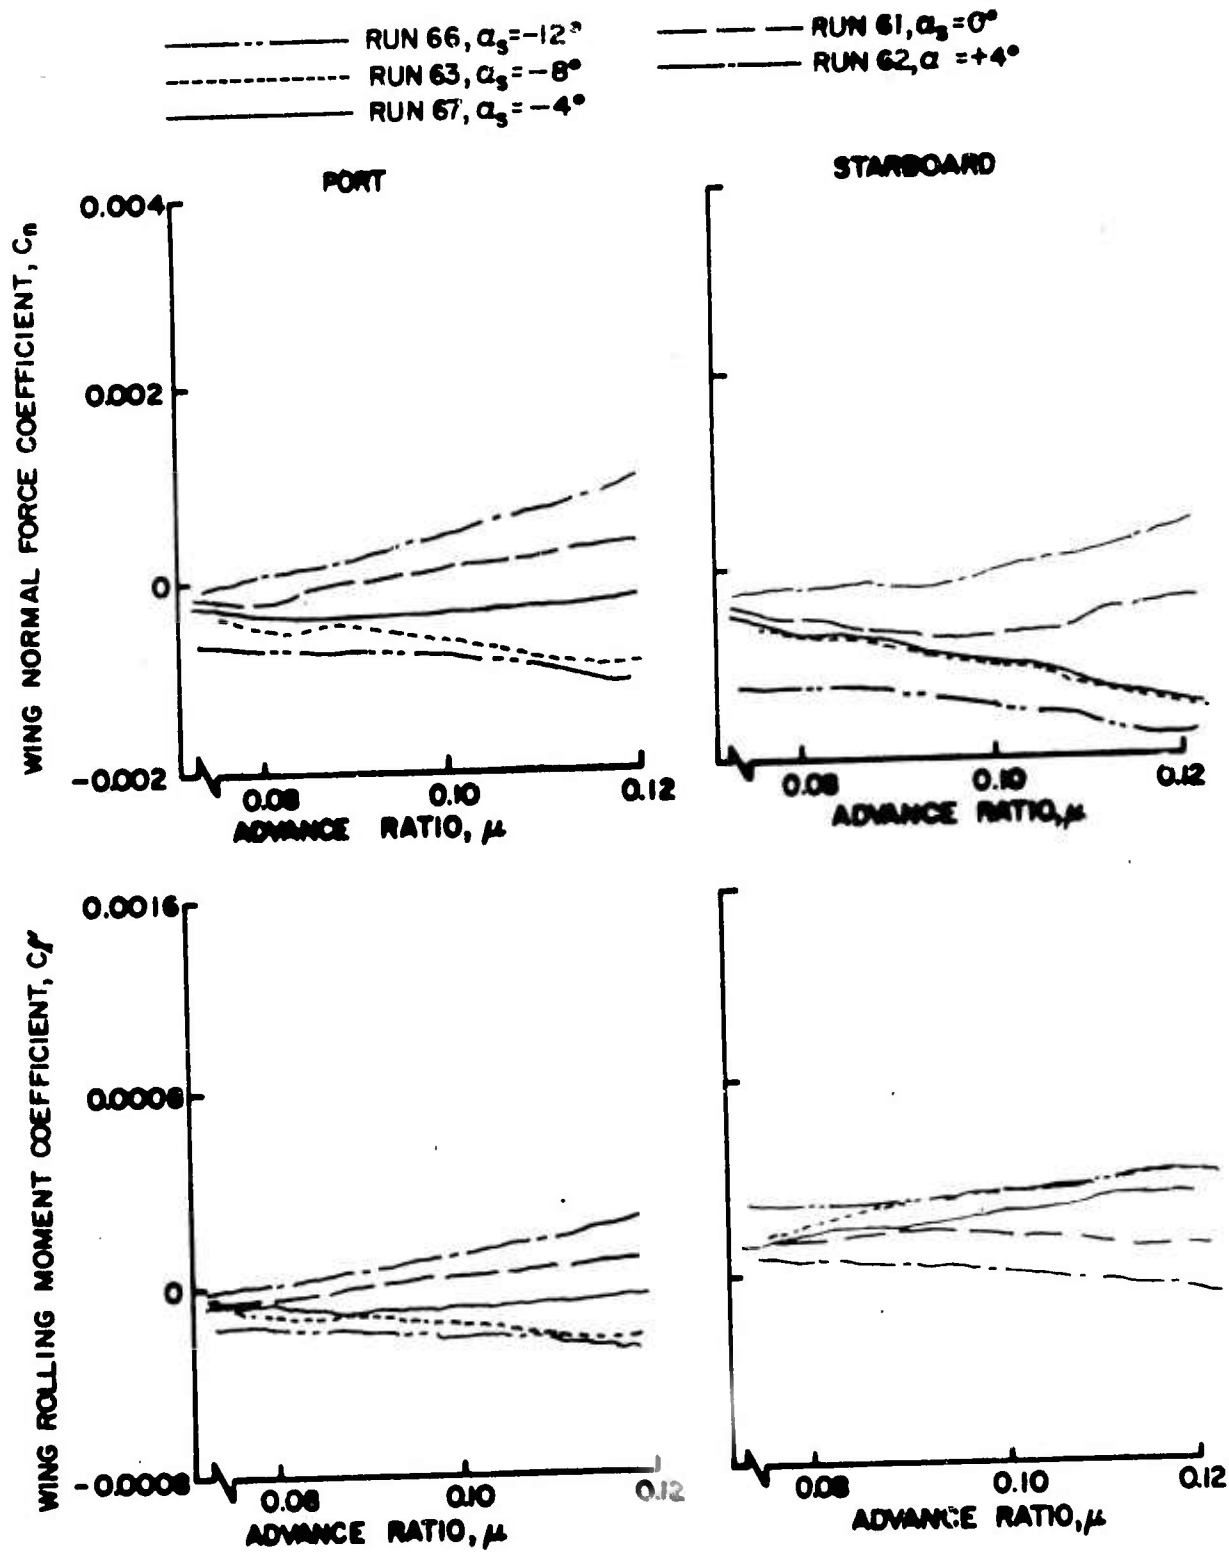 RUN 66, αs=-12°
RUN 63, αs=-8°
RUN 67, αs=-4°
RUN 61, αs=0°
RUN 62, α =+4°
PORT
STARBOARD
WING NORMAL FORCE COEFFICIENT, Cn
0.004
0.002
0
-0.002
0.08
0.10
0.12
ADVANCE RATIO, μ
0.08
0.10
0.12
ADVANCE RATIO, μ
WING ROLLING MOMENT COEFFICIENT, Cℓ
0.0016
0.0008
0
-0.0008
0.08
0.10
0.12
ADVANCE RATIO, μ
0.08
0.10
0.12
ADVANCE RATIO, μ